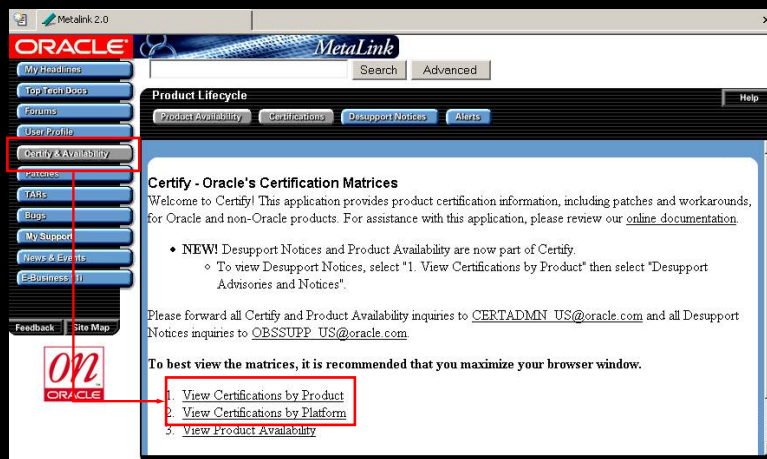 Metalink 2.0
ORACLE MetaLink
Search Advanced
My Headlines
Top Tech Docs
Forums
User Profile
Certify & Availability
Patches
TARs
Bugs
My Support
News & Events
E-Business (11i)
Feedback Site Map
on
ORACLE
Product Lifecycle Help
Product Availability Certifications Desupport Notices Alerts
Certify - Oracle's Certification Matrices
Welcome to Certify! This application provides product certification information, including patches and workarounds,
for Oracle and non-Oracle products. For assistance with this application, please review our online documentation.
• NEW! Desupport Notices and Product Availability are now part of Certify.
○ To view Desupport Notices, select "1. View Certifications by Product" then select "Desupport
Advisories and Notices".
Please forward all Certify and Product Availability inquiries to CERTADMN_US@oracle.com and all Desupport
Notices inquiries to OBSSUPP_US@oracle.com.
To best view the matrices, it is recommended that you maximize your browser window.
1. View Certifications by Product
2. View Certifications by Platform
3. View Product Availability